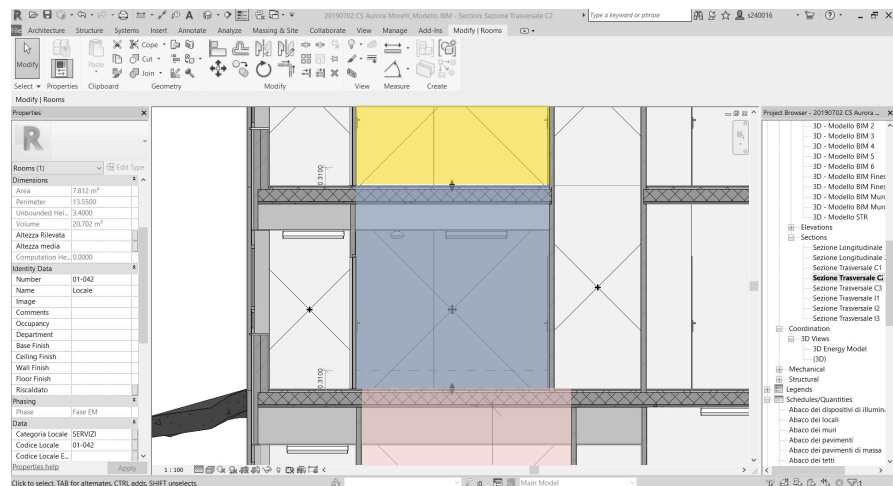 20190702 CS Aurora Morelli_Modello BIM - Section: Sezione Trasversale C2
Type a keyword or phrase
s240016
File Architecture Structure Systems Insert Annotate Analyze Massing & Site Collaborate View Manage Add-Ins Modify | Rooms
Modify
Paste
Cope
Cut
Join
Select Properties Clipboard Geometry Modify View Measure Create
Modify | Rooms
Properties
R
Rooms (1)
Edit Type
Dimensions
Area 7.812 m²
Perimeter 13.5500
Unbounded Hei... 3.4000
Volume 20.702 m³
Altezza Rilevata
Altezza media
Computation He... 0.0000
Identity Data
Number 01-042
Name Locale
Image
Comments
Occupancy
Department
Base Finish
Ceiling Finish
Wall Finish
Floor Finish
Riscaldato
Phasing
Phase Fase EM
Data
Categoria Locale SERVIZI
Codice Locale 01-042
Codice Locale E...
Properties help
Apply
0.3100
0.3100
1 : 100
Project Browser - 20190702 CS Aurora ...
3D - Modello BIM 2
3D - Modello BIM 3
3D - Modello BIM 4
3D - Modello BIM 5
3D - Modello BIM 6
3D - Modello BIM Fines
3D - Modello BIM Fines
3D - Modello BIM Mur
3D - Modello BIM Mur
3D - Modello STR
Elevations
Sections
Sezione Longitudinale
Sezione Longitudinale
Sezione Trasversale C1
Sezione Trasversale C2
Sezione Trasversale C3
Sezione Trasversale I1
Sezione Trasversale I2
Sezione Trasversale I3
Coordination
3D Views
3D Energy Model
{3D}
Mechanical
Structural
Legends
Schedules/Quantities
Abaco dei dispositivi di illumin
Abaco dei locali
Abaco dei muri
Abaco dei pavimenti
Abaco dei pavimenti di massa
Abaco dei tetti
Click to select, TAB for alternates, CTRL adds, SHIFT unselects.
:0
Main Model
:1